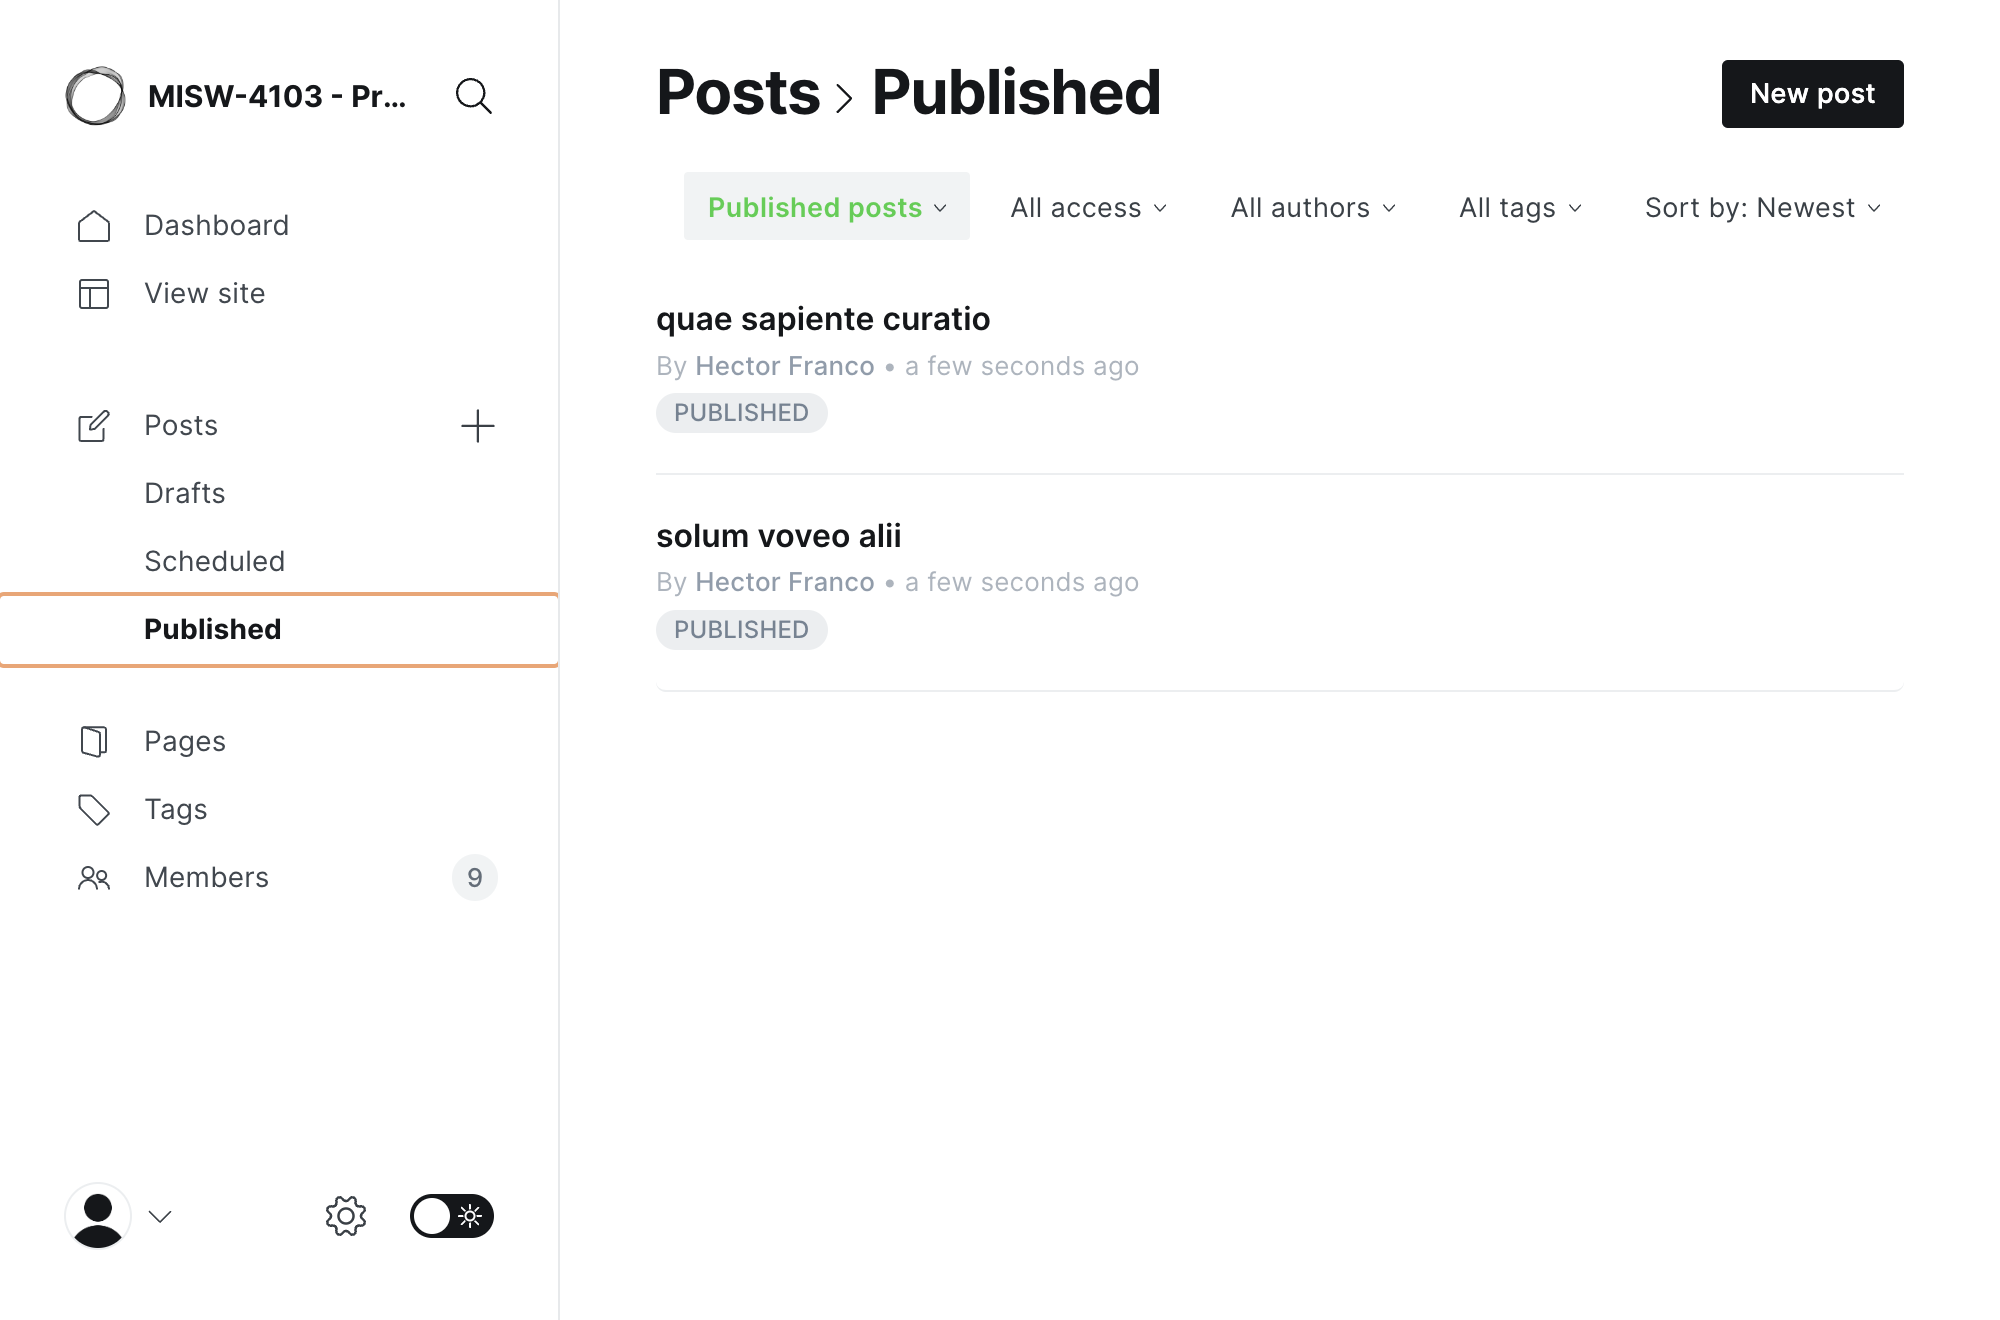 MISW-4103 - Pr...
Dashboard
View site
Posts
Drafts
Scheduled
Published
Pages
Tags
Members 9
Posts > Published
New post
Published posts All access All authors All tags Sort by: Newest
quae sapiente curatio
By Hector Franco • a few seconds ago
PUBLISHED
solum voveo alii
By Hector Franco • a few seconds ago
PUBLISHED